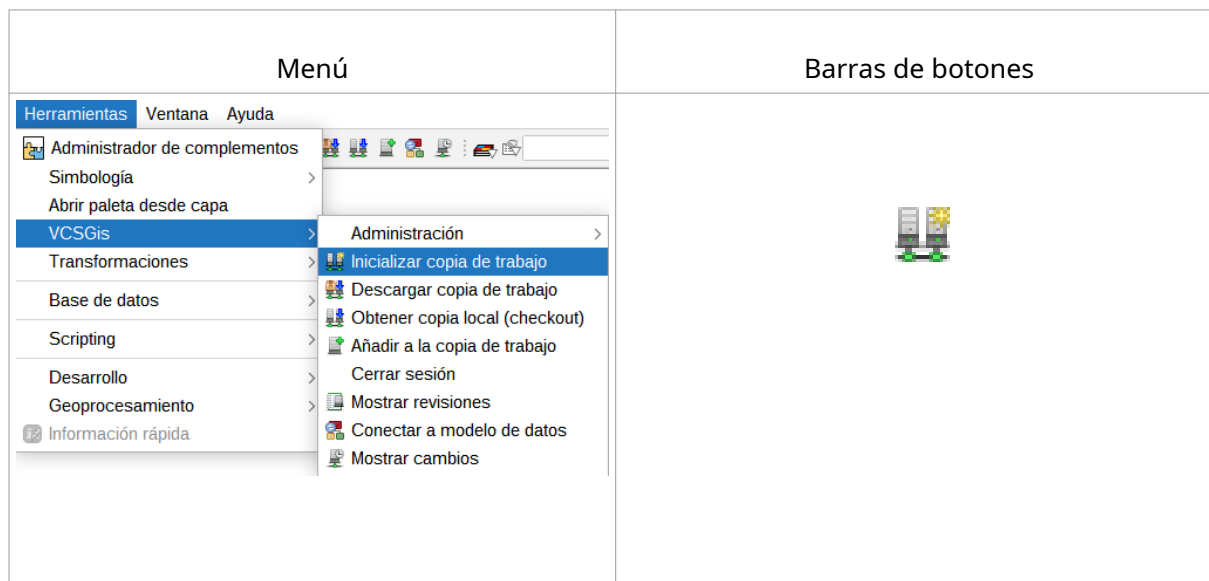 Menú
Barras de botones
Herramientas Ventana Ayuda
Administrador de complementos
Simbología
Abrir paleta desde capa
VCSGis
Administración
Transformaciones
Inicializar copia de trabajo
Descargar copia de trabajo
Base de datos
Obtener copia local (checkout)
Scripting
Añadir a la copia de trabajo
Desarrollo
Cerrar sesión
Geoprocesamiento
Mostrar revisiones
Información rápida
Conectar a modelo de datos
Mostrar cambios